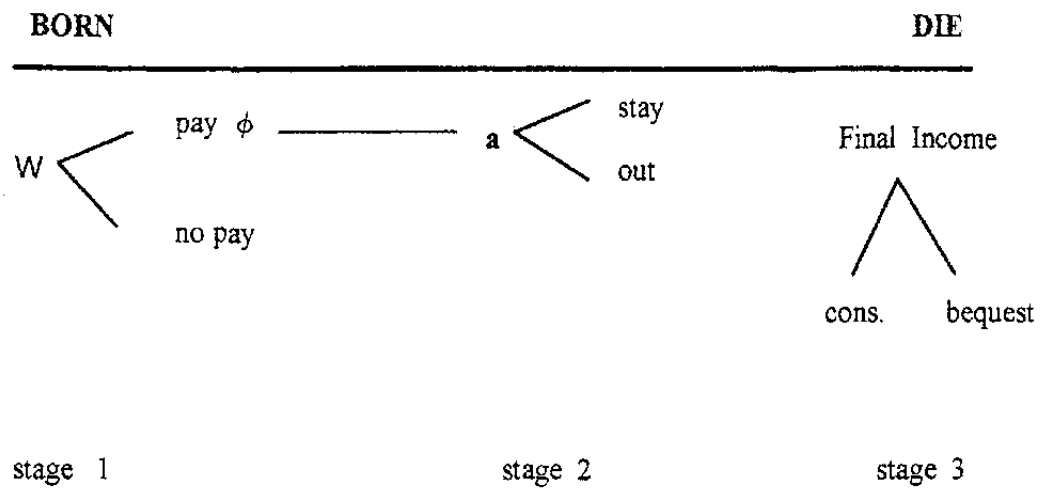 BORN DIE
pay ϕ stay
W a Final Income
out
no pay
cons. bequest
stage 1 stage 2 stage 3